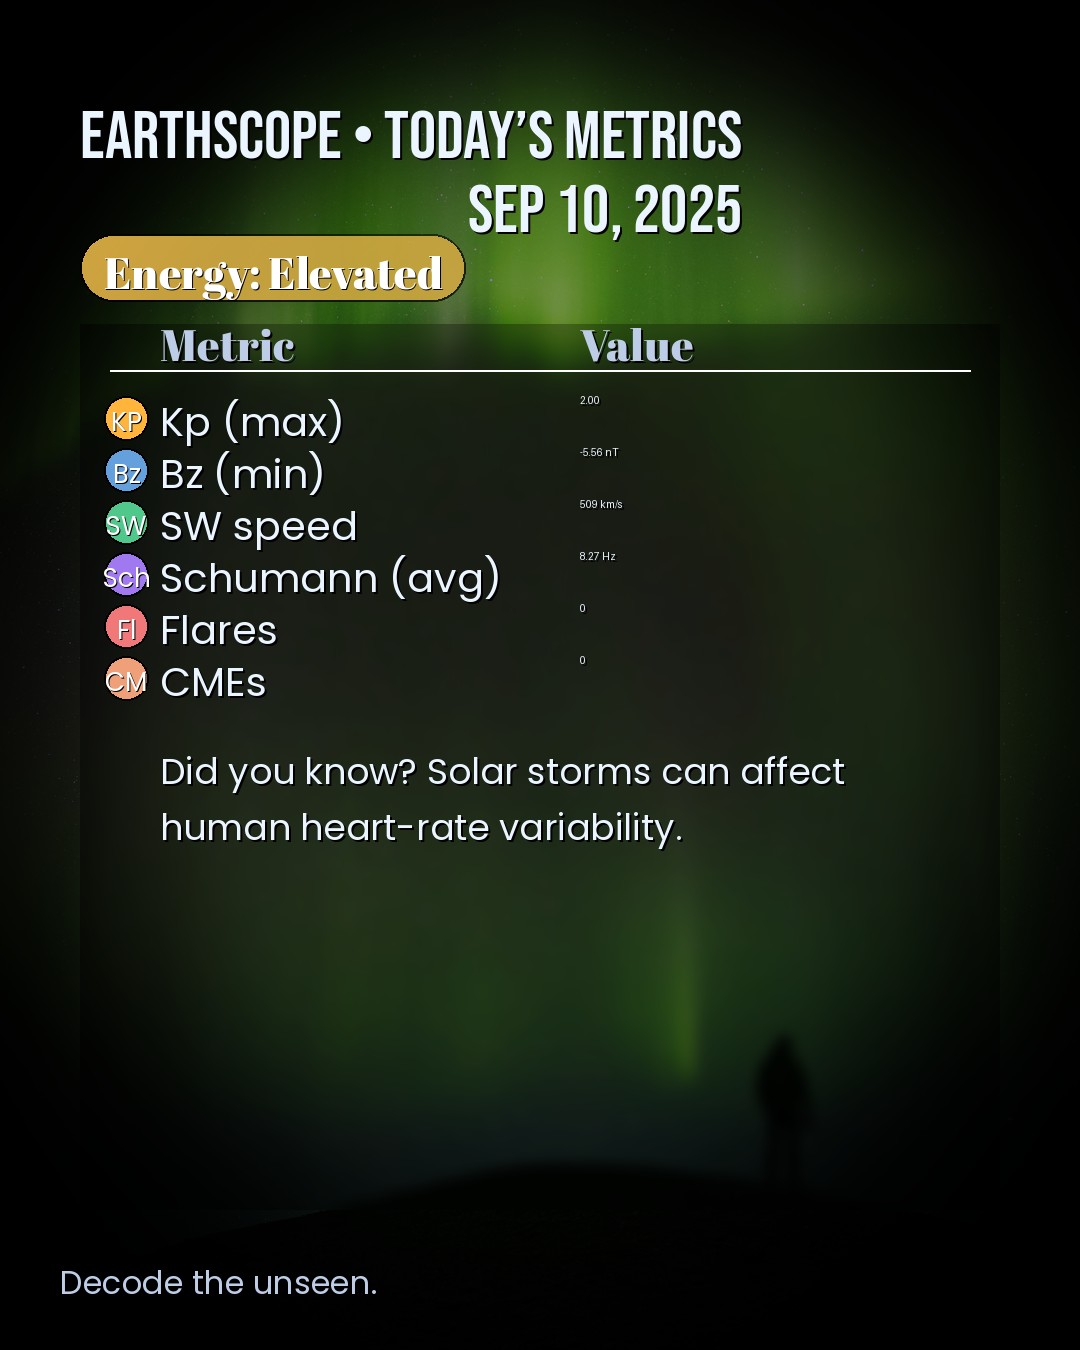 EARTHSCOPE • TODAY’S METRICS
SEP 10, 2025
Energy: Elevated
Metric Value
KP Kp (max) 2.00
Bz Bz (min) -5.56 nT
SW SW speed 509 km/s
Sch Schumann (avg) 8.27 Hz
Fl Flares 0
CM CMEs 0
Did you know? Solar storms can affect
human heart-rate variability.
Decode the unseen.